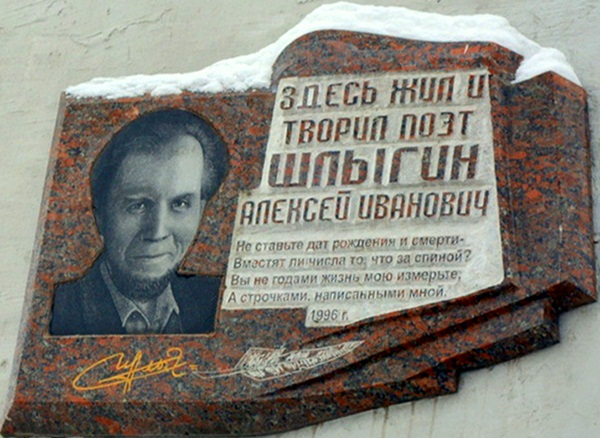 ЗДЕСЬ ЖИЛ И
ТВОРИЛ ПОЭТ
ШЛЫГИН
АЛЕКСЕЙ ИВАНОВИЧ
Не ставьте дат рождения и смерти-
Вместят ли числа то, что за спиной?
Вы не годами жизнь мою измерьте,
А строчками, написанными мной.
1996 г.